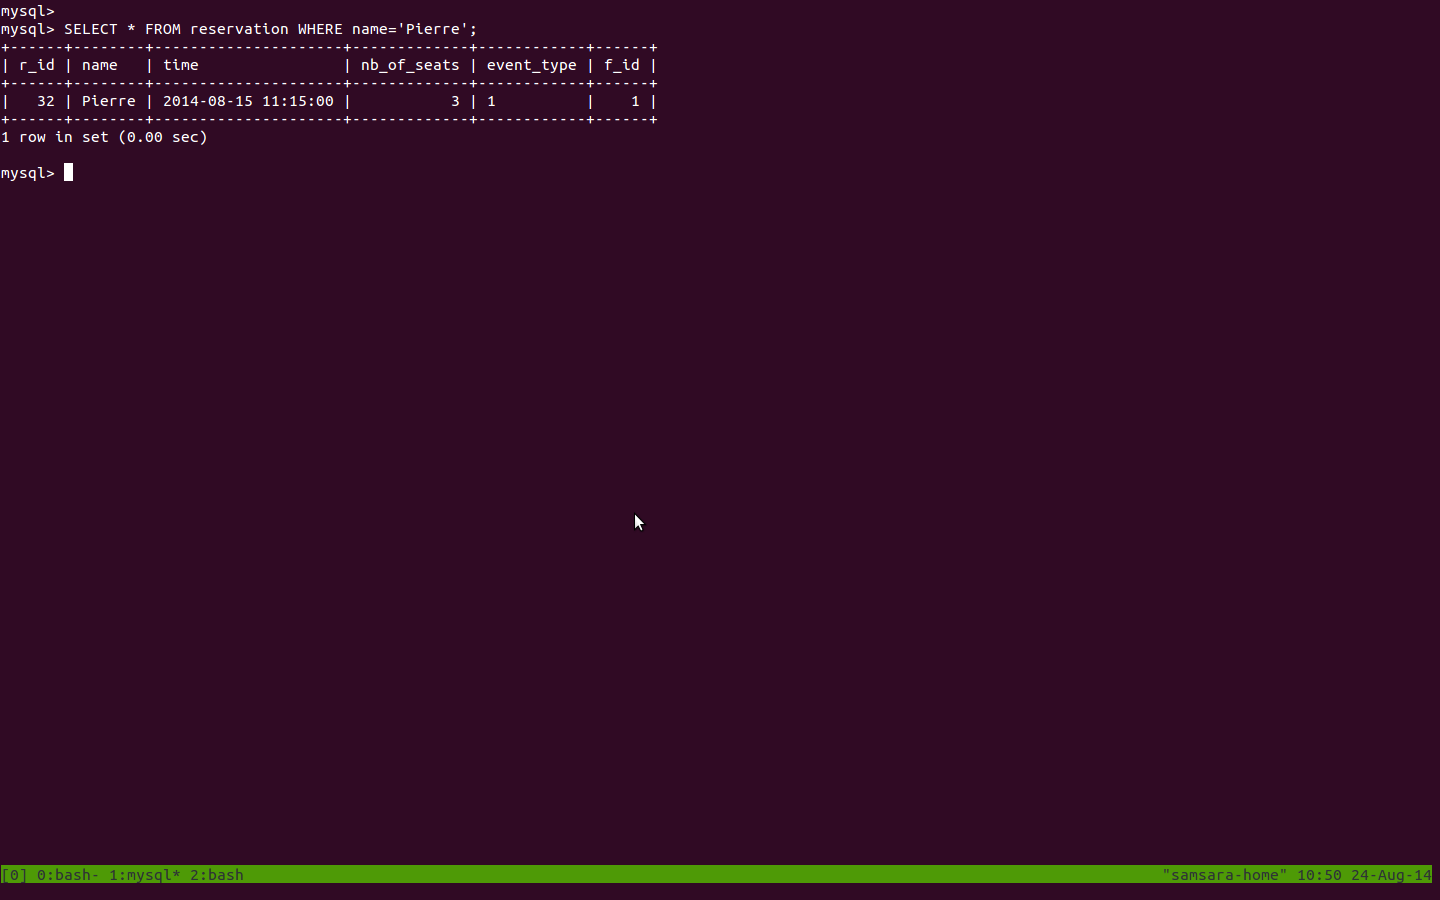 mysql>
mysql> SELECT * FROM reservation WHERE name='Pierre';
+------+--------+---------------------+-------------+------------+------+
| r_id | name   | time                | nb_of_seats | event_type | f_id |
+------+--------+---------------------+-------------+------------+------+
|   32 | Pierre | 2014-08-15 11:15:00 |           3 | 1          |    1 |
+------+--------+---------------------+-------------+------------+------+
1 row in set (0.00 sec)
mysql>
[0] 0:bash- 1:mysql* 2:bash "samsara-home" 10:50 24-Aug-14